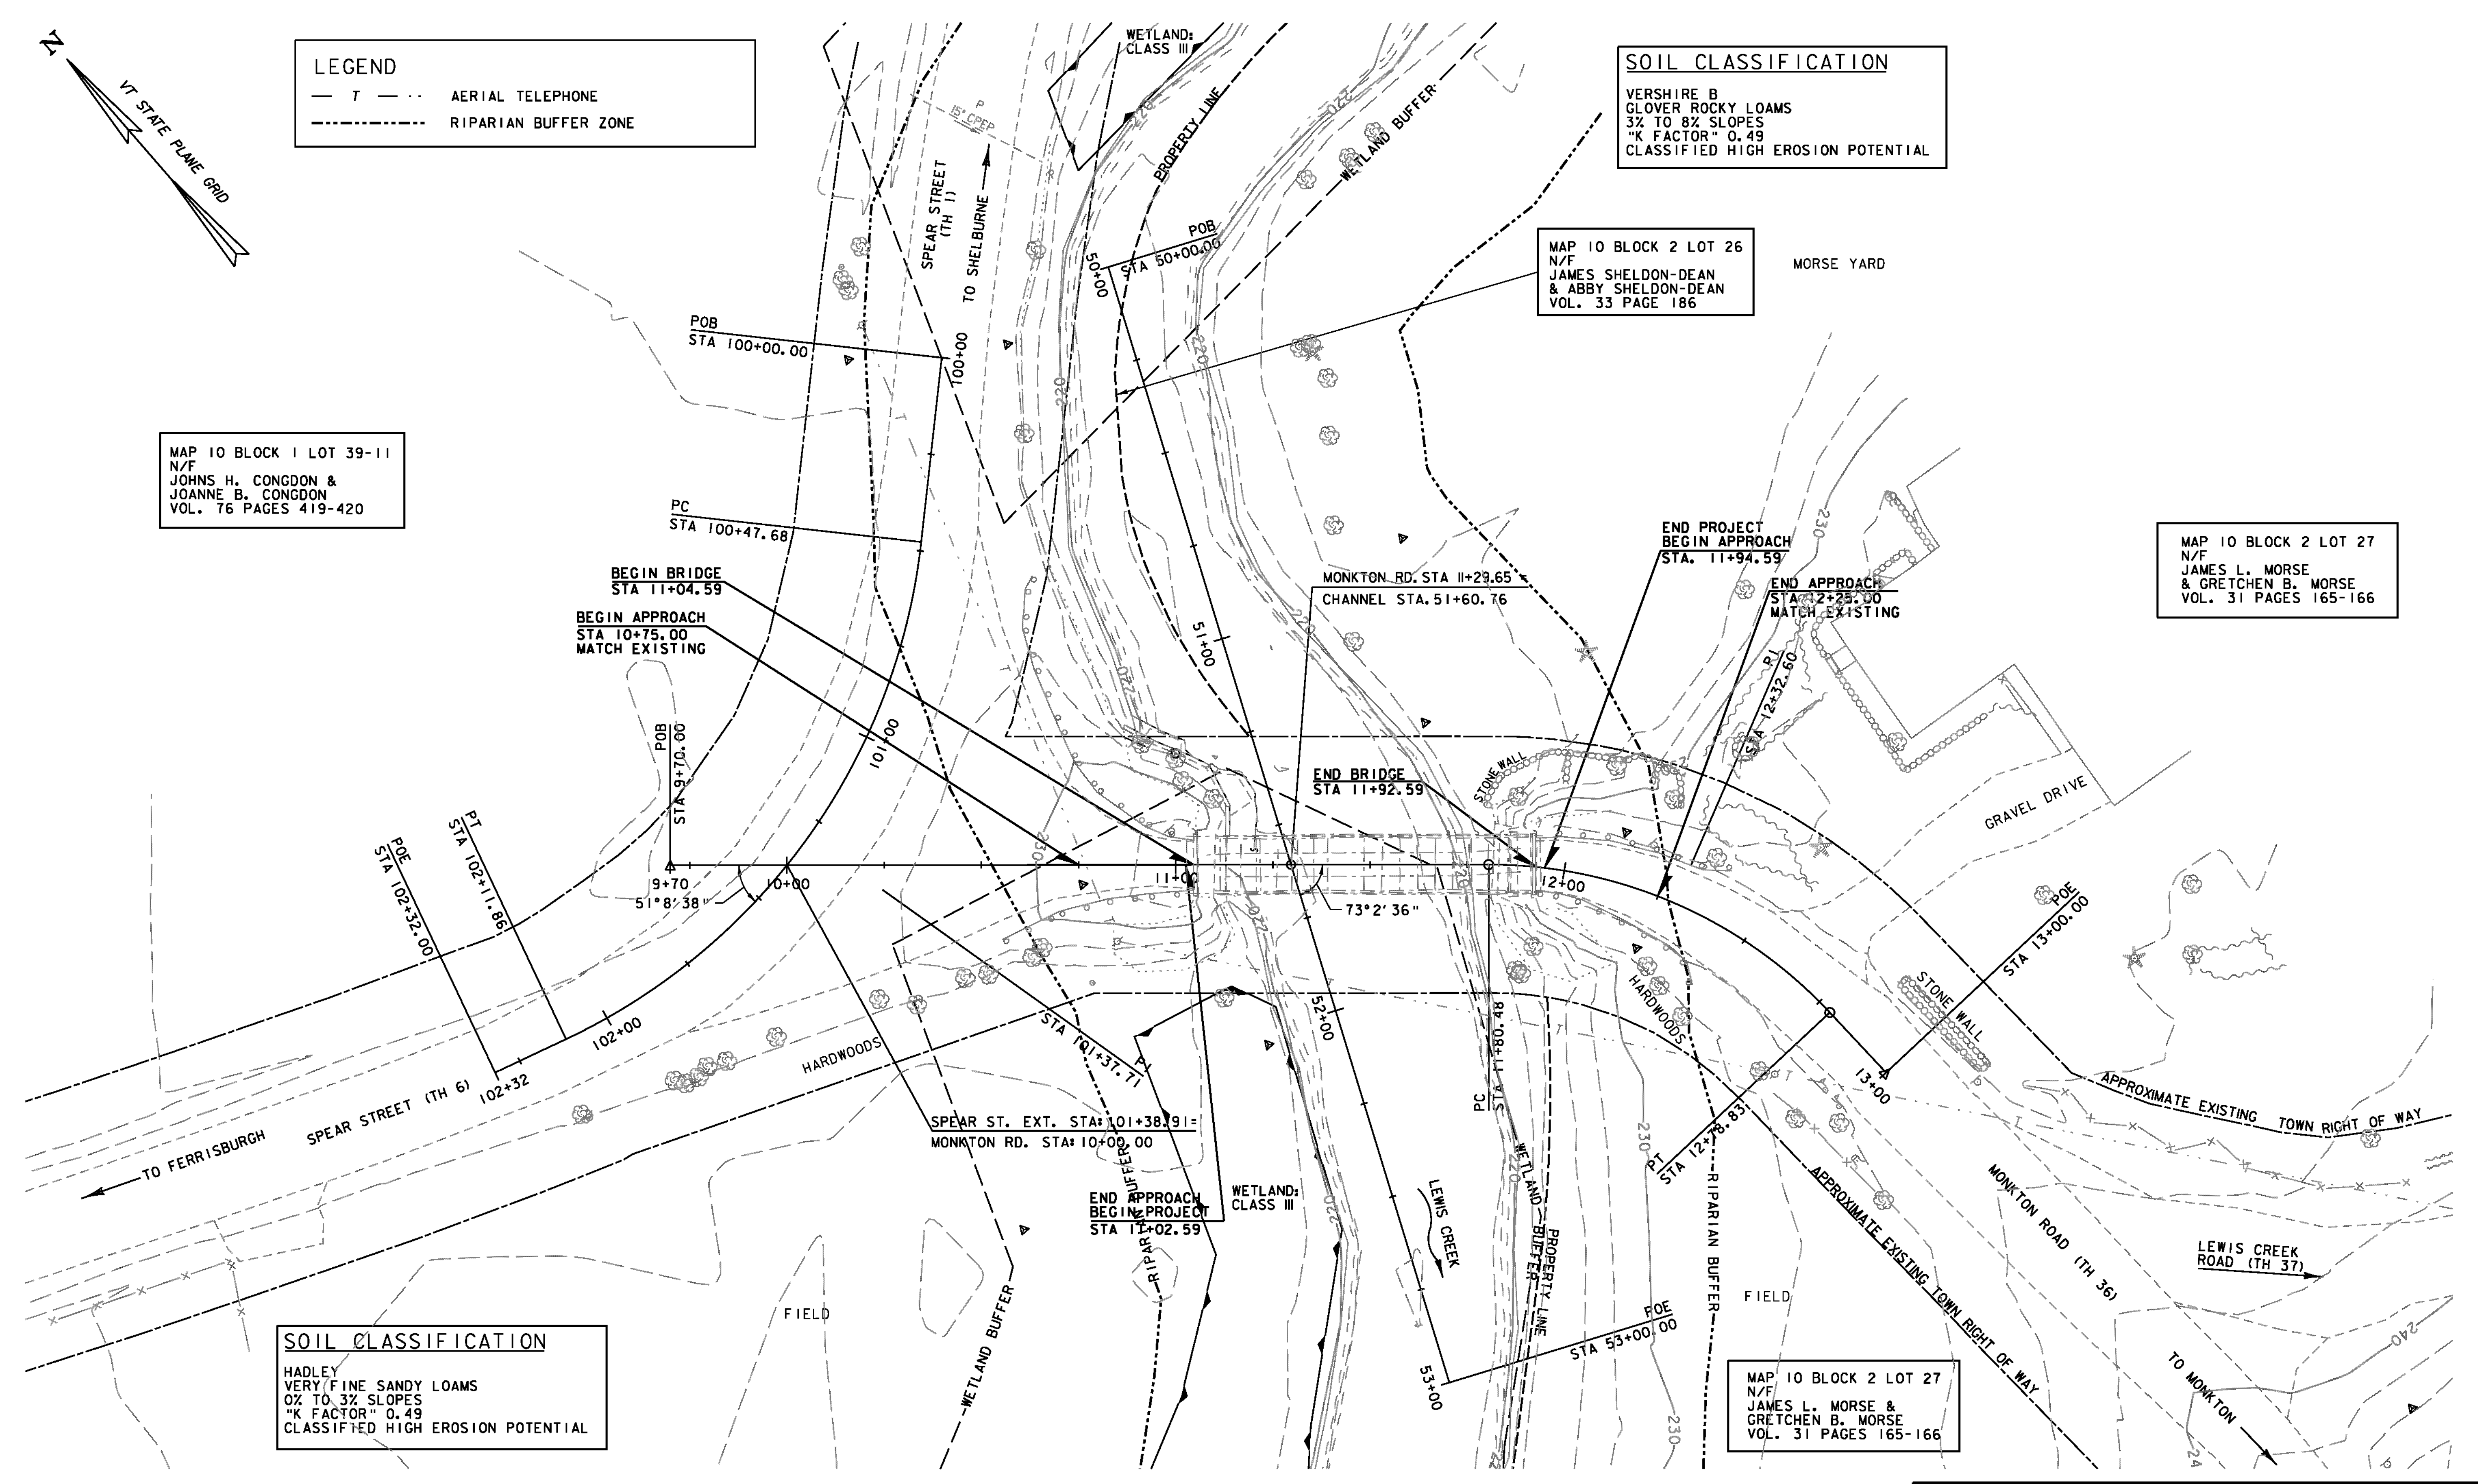 N
VT STATE PLANE GRID
LEGEND
— T — ·· AERIAL TELEPHONE
RIPARIAN BUFFER ZONE
WETLAND:
CLASS III
SOIL CLASSIFICATION
VERSHIRE B
GLOVER ROCKY LOAMS
3% TO 8% SLOPES
"K FACTOR" 0.49
CLASSIFIED HIGH EROSION POTENTIAL
P
15" CPEP
SPEAR STREET
(TH 1)
TO SHELBURNE
PROPERTY LINE
WETLAND BUFFER
220
220
MAP 10 BLOCK 2 LOT 26
N/F
JAMES SHELDON-DEAN
& ABBY SHELDON-DEAN
VOL. 33 PAGE 186
MORSE YARD
POB
STA 50+00.00
50+00
POB
STA 100+00.00
100+00
220
220
MAP 10 BLOCK 1 LOT 39-11
N/F
JOHNS H. CONGDON &
JOANNE B. CONGDON
VOL. 76 PAGES 419-420
PC
STA 100+47.68
BEGIN BRIDGE
STA 11+04.59
BEGIN APPROACH
STA 10+75.00
MATCH EXISTING
MONKTON RD. STA 11+29.65
CHANNEL STA. 51+60.76
END PROJECT
BEGIN APPROACH
STA. 11+94.59
END APPROACH
STA 12+25.00
MATCH EXISTING
230
MAP 10 BLOCK 2 LOT 27
N/F
JAMES L. MORSE
& GRETCHEN B. MORSE
VOL. 31 PAGES 165-166
51+00
220
220
PI
STA 12+32.60
POB
STA 9+70.00
101+00
END BRIDGE
STA 11+92.59
STONE WALL
GRAVEL DRIVE
PT
STA 102+11.86
POE
STA 102+32.00
9+70
10+00
11+00
12+00
51°8'38"
73°2'36"
230
220
220
POE
STA 13+00.00
STONE WALL
HARDWOODS
52+00
102+00
102+32
STA 101+37.71
PI
HARDWOODS
PC
STA 11+80.48
13+00
PT
STA 12+78.83
APPROXIMATE EXISTING TOWN RIGHT OF WAY
SPEAR STREET (TH 6)
TO FERRISBURGH
SPEAR ST. EXT. STA: 101+38.91=
MONKTON RD. STA: 10+00.00
RIPARIAN BUFFER
END APPROACH
BEGIN PROJECT
STA 11+02.59
WETLAND:
CLASS III
220
LEWIS CREEK
220
WETLAND BUFFER
PROPERTY LINE
230
RIPARIAN BUFFER
APPROXIMATE EXISTING TOWN RIGHT OF WAY
MONKTON ROAD (TH 36)
LEWIS CREEK
ROAD (TH 37)
FIELD
FIELD
WETLAND BUFFER
POE
STA 53+00.00
53+00
230
240
TO MONKTON
SOIL CLASSIFICATION
HADLEY
VERY FINE SANDY LOAMS
0% TO 3% SLOPES
"K FACTOR" 0.49
CLASSIFIED HIGH EROSION POTENTIAL
MAP 10 BLOCK 2 LOT 27
N/F
JAMES L. MORSE &
GRETCHEN B. MORSE
VOL. 31 PAGES 165-166